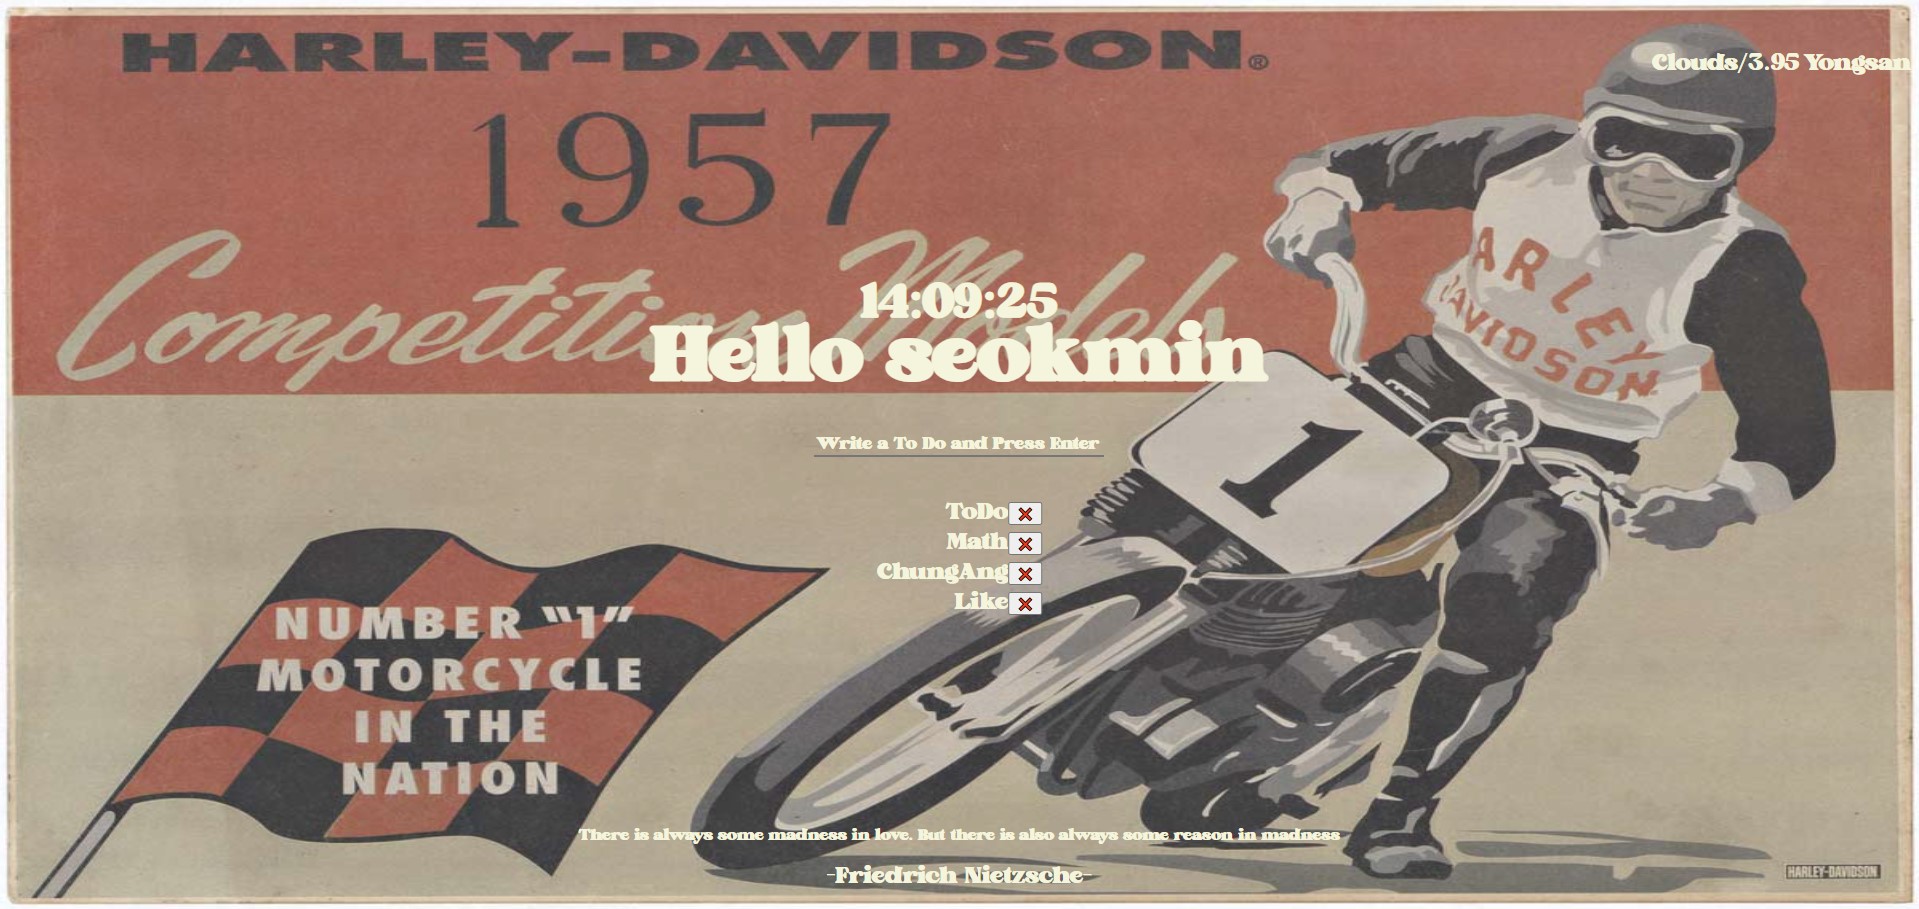 HARLEY-DAVIDSON®
Clouds/3.95 Yongsan
1957
Competition Models
ARLEY
DAVIDSON
14:09:25
Hello seokmin
1
Write a To Do and Press Enter
ToDo
Math
ChungAng
Like
NUMBER "1"
MOTORCYCLE
IN THE
NATION
There is always some madness in love. But there is also always some reason in madness
-Friedrich Nietzsche-
HARLEY-DAVIDSON